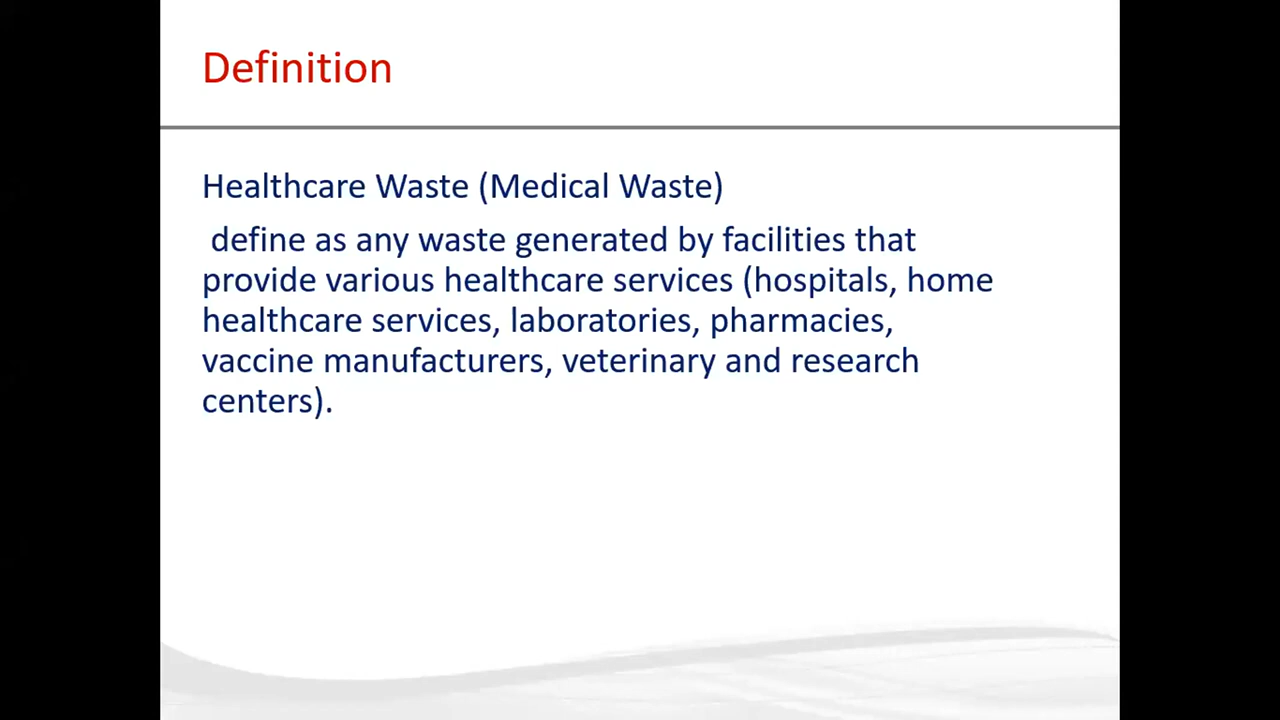 Definition
Healthcare Waste (Medical Waste)
define as any waste generated by facilities that
provide various healthcare services (hospitals, home
healthcare services, laboratories, pharmacies,
vaccine manufacturers, veterinary and research
centers).